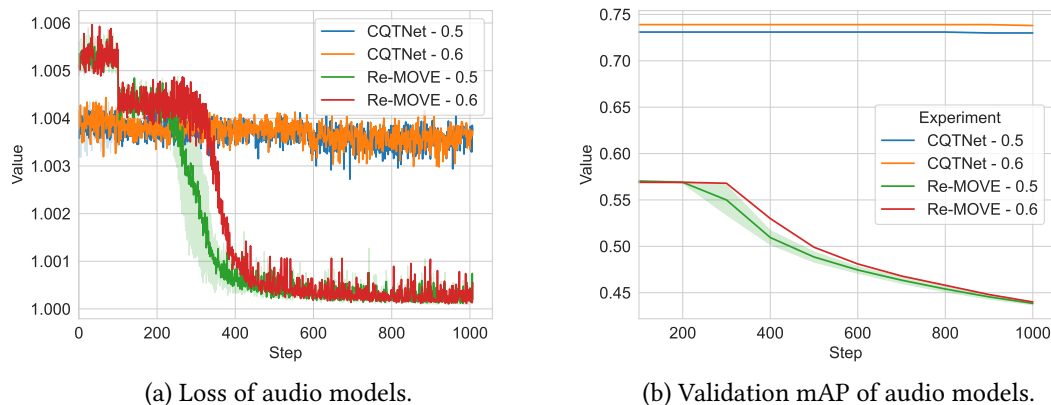 1.006
1.005
1.004
1.003
1.002
1.001
1.000
Value
0
200
400
600
800
1000
Step
CQTNet - 0.5
CQTNet - 0.6
Re-MOVE - 0.5
Re-MOVE - 0.6
(a) Loss of audio models.
0.75
0.70
0.65
0.60
0.55
0.50
0.45
Value
200
400
600
800
1000
Step
Experiment
CQTNet - 0.5
CQTNet - 0.6
Re-MOVE - 0.5
Re-MOVE - 0.6
(b) Validation mAP of audio models.